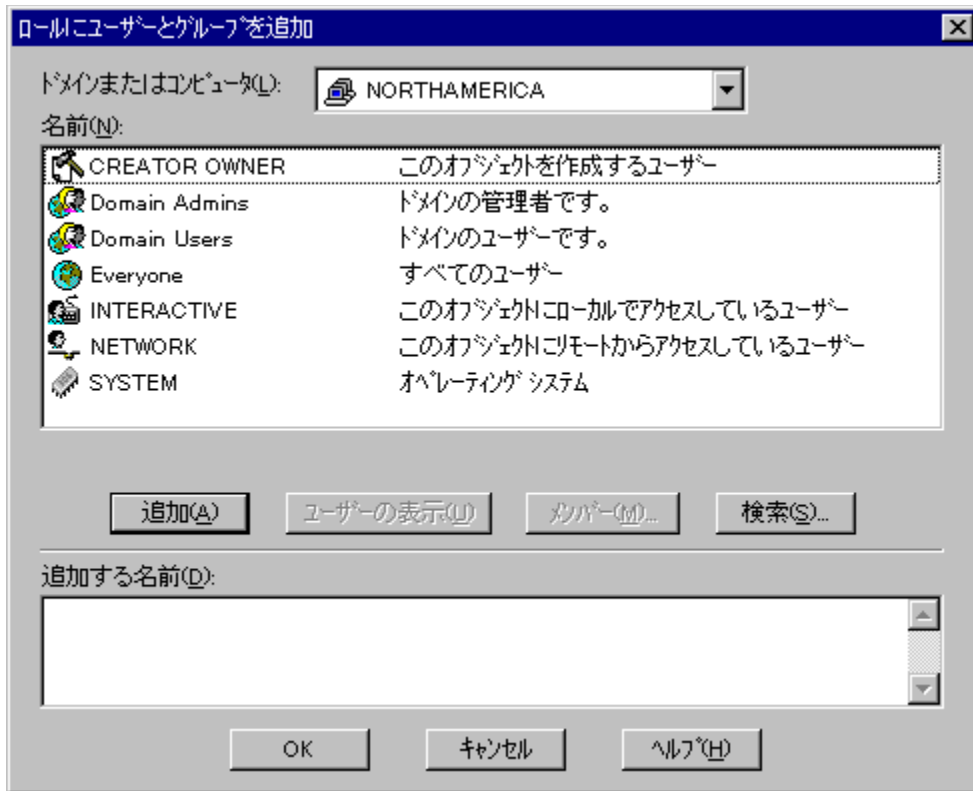 ロールにユーザーとグループを追加
ドメインまたはコンピュータ(L): NORTHAMERICA
名前(N):
CREATOR OWNER このオブジェクトを作成するユーザー
Domain Admins ドメインの管理者です。
Domain Users ドメインのユーザーです。
Everyone すべてのユーザー
INTERACTIVE このオブジェクトにローカルでアクセスしているユーザー
NETWORK このオブジェクトにリモートからアクセスしているユーザー
SYSTEM オペレーティング システム
追加(A) ユーザーの表示(U) メンバー(M)... 検索(S)...
追加する名前(D):
OK キャンセル ヘルプ(H)